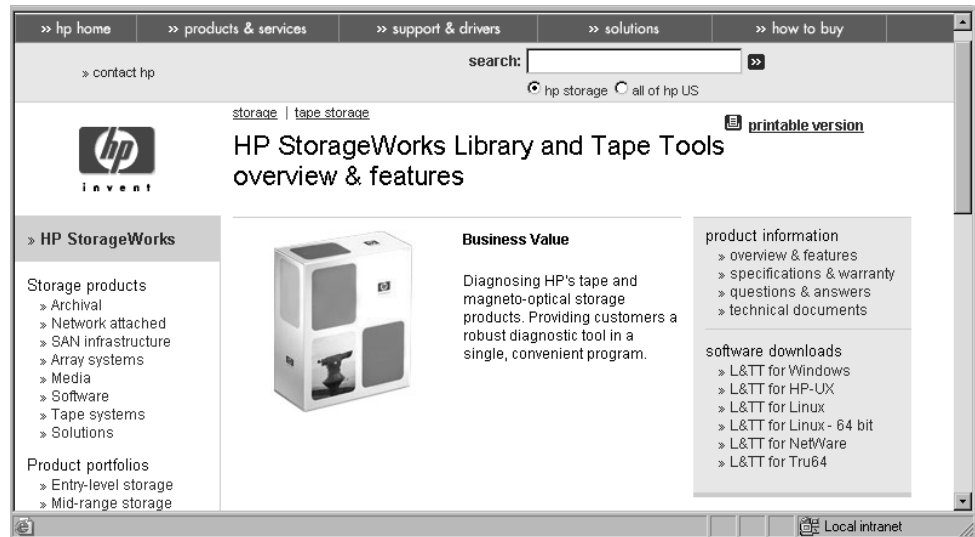 » hp home
» products & services
» support & drivers
» solutions
» how to buy
» contact hp
search:
»
hp storage
all of hp US
storage | tape storage
printable version
HP StorageWorks Library and Tape Tools
overview & features
hp
invent
» HP StorageWorks
Storage products
» Archival
» Network attached
» SAN infrastructure
» Array systems
» Media
» Software
» Tape systems
» Solutions
Product portfolios
» Entry-level storage
» Mid-range storage
Business Value
Diagnosing HP's tape and
magneto-optical storage
products. Providing customers a
robust diagnostic tool in a
single, convenient program.
product information
» overview & features
» specifications & warranty
» questions & answers
» technical documents
software downloads
» L&TT for Windows
» L&TT for HP-UX
» L&TT for Linux
» L&TT for Linux - 64 bit
» L&TT for NetWare
» L&TT for Tru64
Local intranet